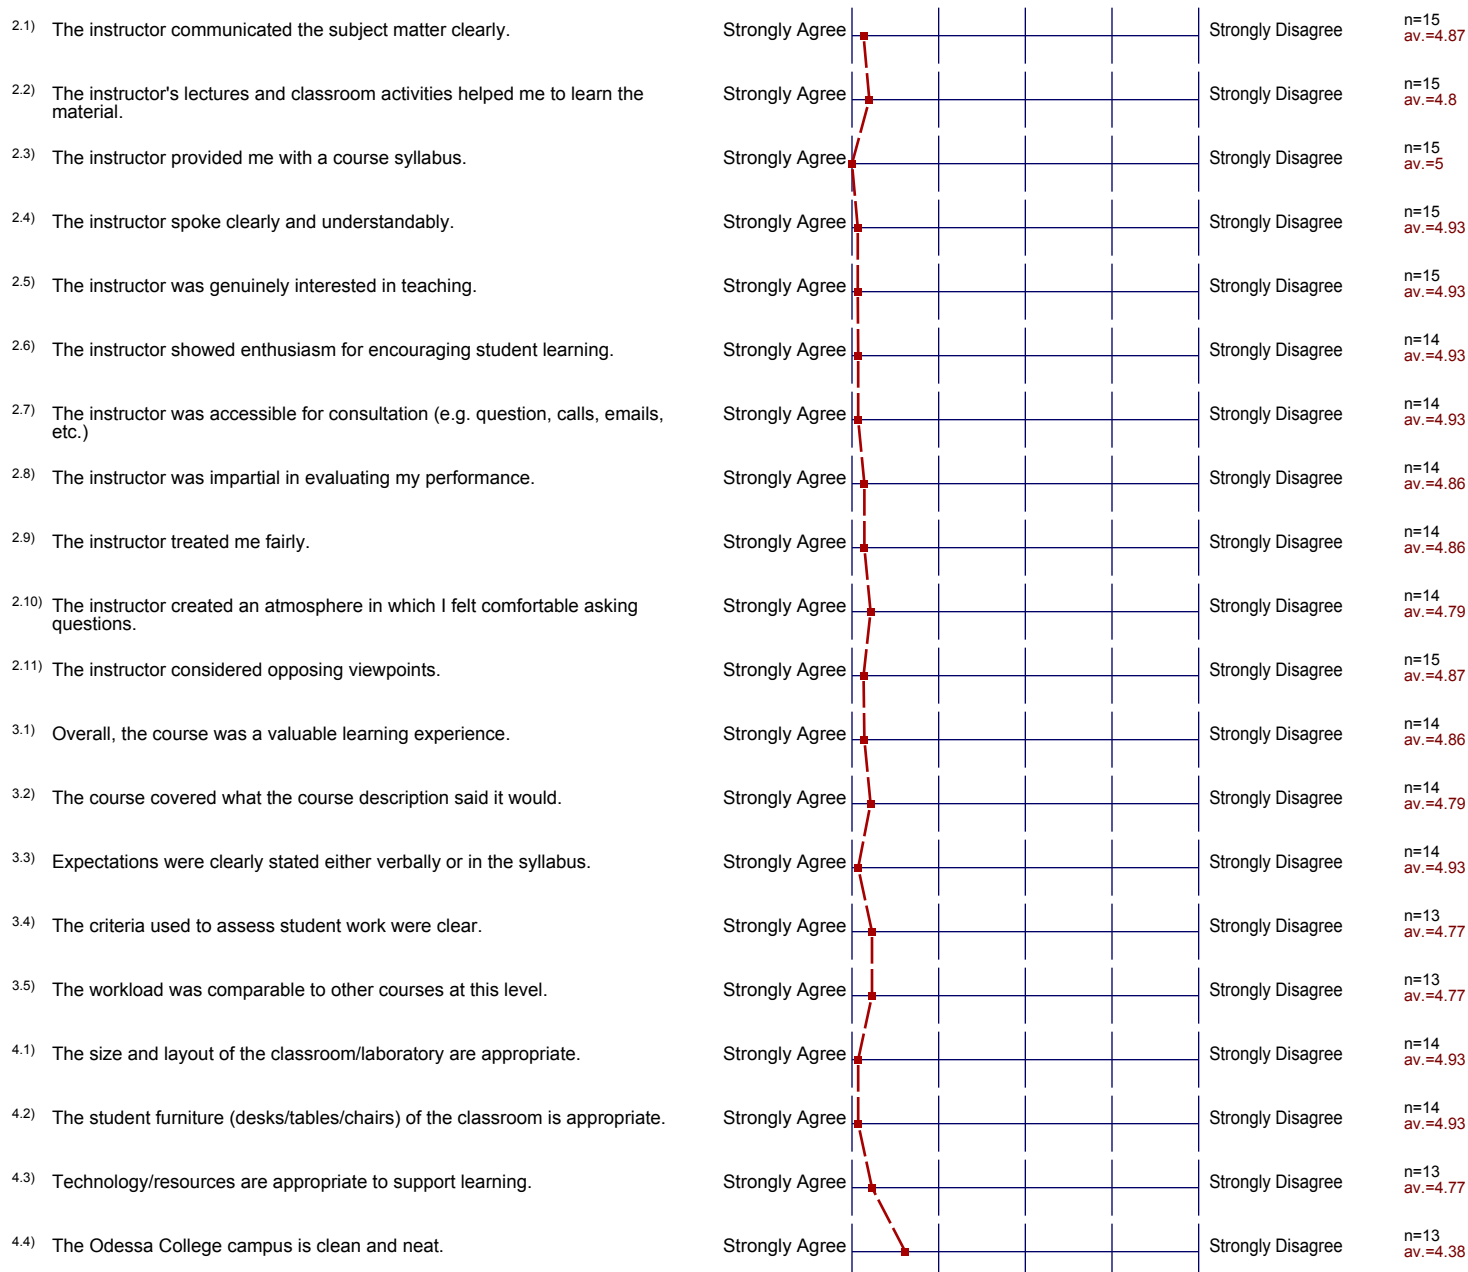 2.1) The instructor communicated the subject matter clearly. Strongly Agree Strongly Disagree n=15
av.=4.87
2.2) The instructor's lectures and classroom activities helped me to learn the Strongly Agree Strongly Disagree n=15
material. av.=4.8
2.3) The instructor provided me with a course syllabus. Strongly Agree Strongly Disagree n=15
av.=5
2.4) The instructor spoke clearly and understandably. Strongly Agree Strongly Disagree n=15
av.=4.93
2.5) The instructor was genuinely interested in teaching. Strongly Agree Strongly Disagree n=15
av.=4.93
2.6) The instructor showed enthusiasm for encouraging student learning. Strongly Agree Strongly Disagree n=14
av.=4.93
2.7) The instructor was accessible for consultation (e.g. question, calls, emails, Strongly Agree Strongly Disagree n=14
etc.) av.=4.93
2.8) The instructor was impartial in evaluating my performance. Strongly Agree Strongly Disagree n=14
av.=4.86
2.9) The instructor treated me fairly. Strongly Agree Strongly Disagree n=14
av.=4.86
2.10) The instructor created an atmosphere in which I felt comfortable asking Strongly Agree Strongly Disagree n=14
questions. av.=4.79
2.11) The instructor considered opposing viewpoints. Strongly Agree Strongly Disagree n=15
av.=4.87
3.1) Overall, the course was a valuable learning experience. Strongly Agree Strongly Disagree n=14
av.=4.86
3.2) The course covered what the course description said it would. Strongly Agree Strongly Disagree n=14
av.=4.79
3.3) Expectations were clearly stated either verbally or in the syllabus. Strongly Agree Strongly Disagree n=14
av.=4.93
3.4) The criteria used to assess student work were clear. Strongly Agree Strongly Disagree n=13
av.=4.77
3.5) The workload was comparable to other courses at this level. Strongly Agree Strongly Disagree n=13
av.=4.77
4.1) The size and layout of the classroom/laboratory are appropriate. Strongly Agree Strongly Disagree n=14
av.=4.93
4.2) The student furniture (desks/tables/chairs) of the classroom is appropriate. Strongly Agree Strongly Disagree n=14
av.=4.93
4.3) Technology/resources are appropriate to support learning. Strongly Agree Strongly Disagree n=13
av.=4.77
4.4) The Odessa College campus is clean and neat. Strongly Agree Strongly Disagree n=13
av.=4.38